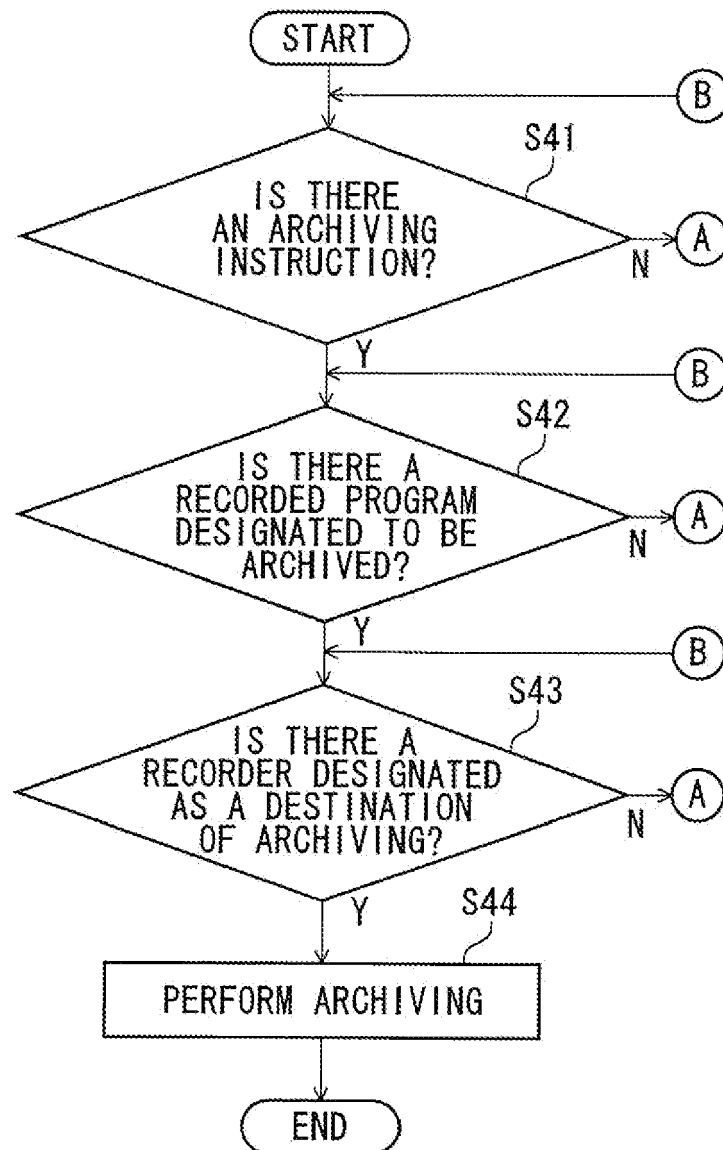 START
B
S41
IS THERE
AN ARCHIVING
INSTRUCTION?
A
N
Y
B
S42
IS THERE A
RECORDED PROGRAM
DESIGNATED TO BE
ARCHIVED?
A
N
Y
B
S43
IS THERE A
RECORDER DESIGNATED
AS A DESTINATION
OF ARCHIVING?
A
N
Y
S44
PERFORM ARCHIVING
END